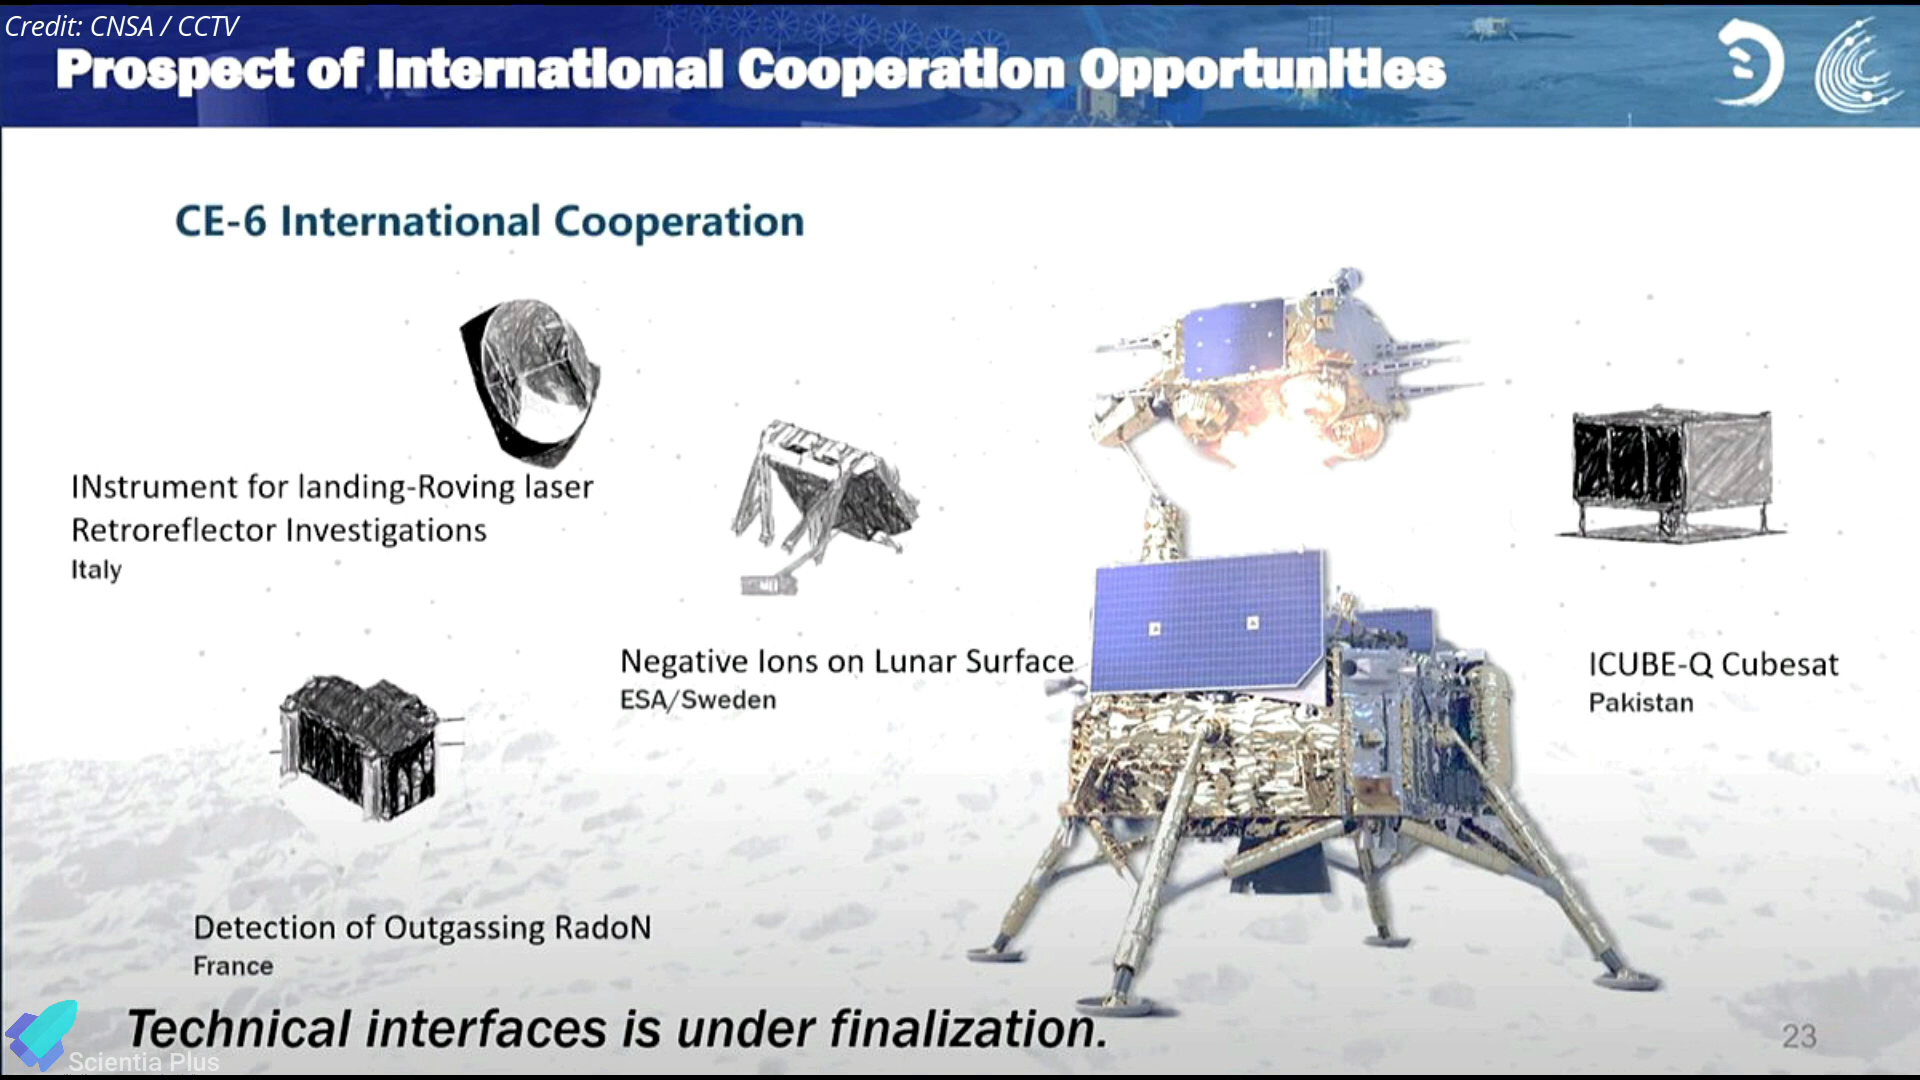 Credit: CNSA / CCTV
Prospect of International Cooperation Opportunities
CE-6 International Cooperation
INstrument for landing-Roving laser
Retroreflector Investigations
Italy
Negative Ions on Lunar Surface
ESA/Sweden
ICUBE-Q Cubesat
Pakistan
Detection of Outgassing RadoN
France
Technical interfaces is under finalization.
23
Scientia Plus